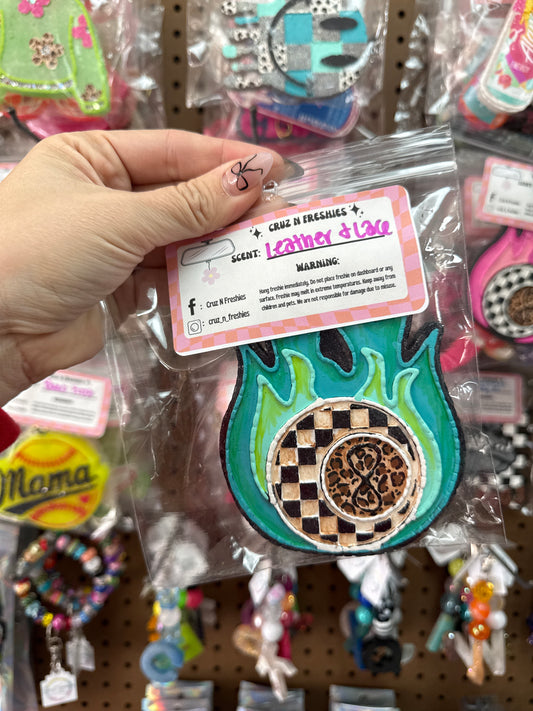 CRUZ N FRESHIES
SCENT: Leather & Lace
WARNING:
Hang freshie immediately. Do not place freshie on dashboard or any
surface. Freshie may melt in extreme temperatures. Keep away from
children and pets. We are not responsible for damage due to misuse.
f : Cruz N Freshies
: cruz_n_freshies
Mama